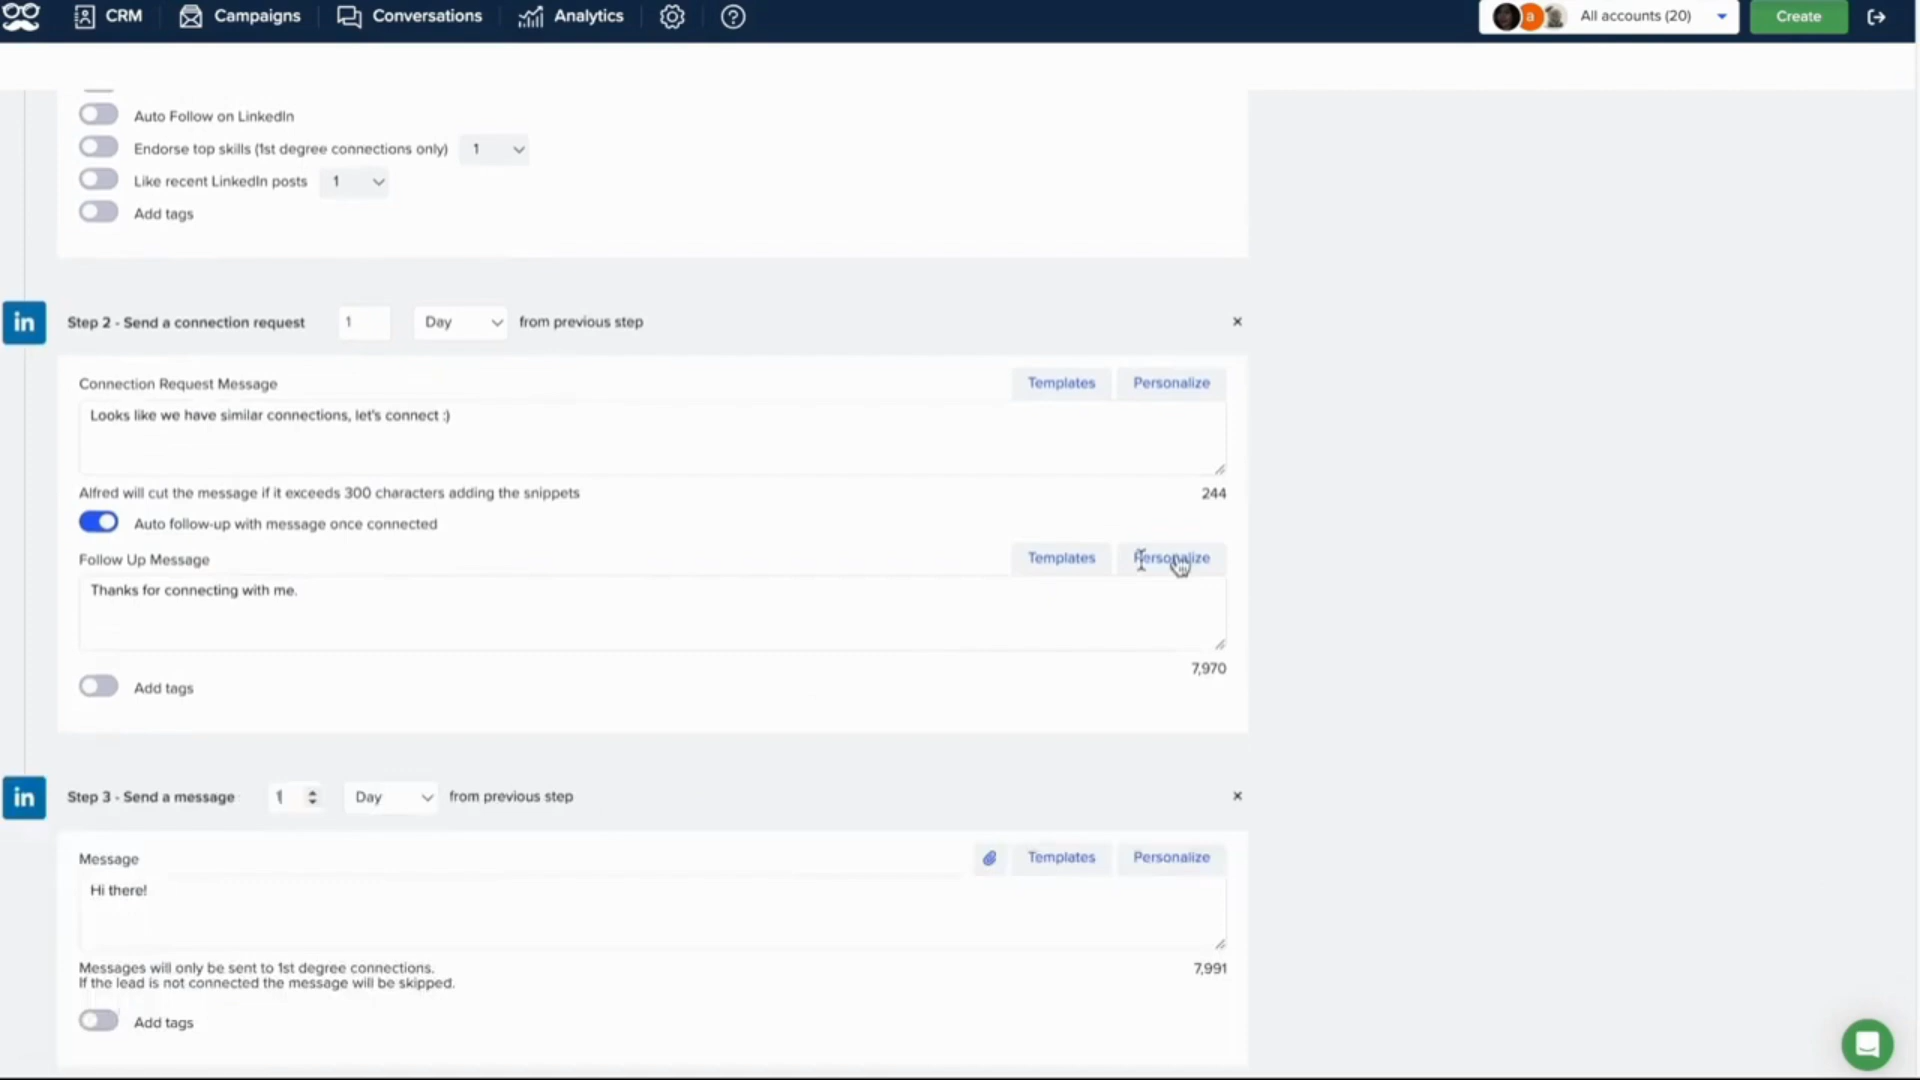 CRM
Campaigns
Conversations
Analytics
a
All accounts (20)
Create
Auto Follow on LinkedIn
Endorse top skills (1st degree connections only) 1
Like recent LinkedIn posts 1
Add tags
in Step 2 - Send a connection request 1 Day from previous step
Connection Request Message Templates Personalize
Looks like we have similar connections, let's connect :)
Alfred will cut the message if it exceeds 300 characters adding the snippets 244
Auto follow-up with message once connected
Follow Up Message Templates Personalize
Thanks for connecting with me.
7,970
Add tags
in Step 3 - Send a message 1 Day from previous step
Message Templates Personalize
Hi there!
Messages will only be sent to 1st degree connections. 7,991
If the lead is not connected the message will be skipped.
Add tags